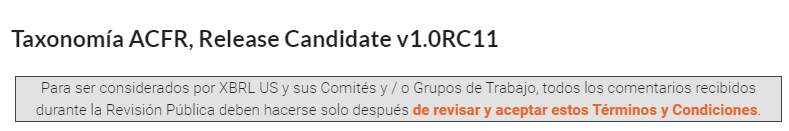 Taxonomía ACFR, Release Candidate v1.0RC11
Para ser considerados por XBRL US y sus Comités y / o Grupos de Trabajo, todos los comentarios recibidos
durante la Revisión Pública deben hacerse solo después de revisar y aceptar estos Términos y Condiciones.